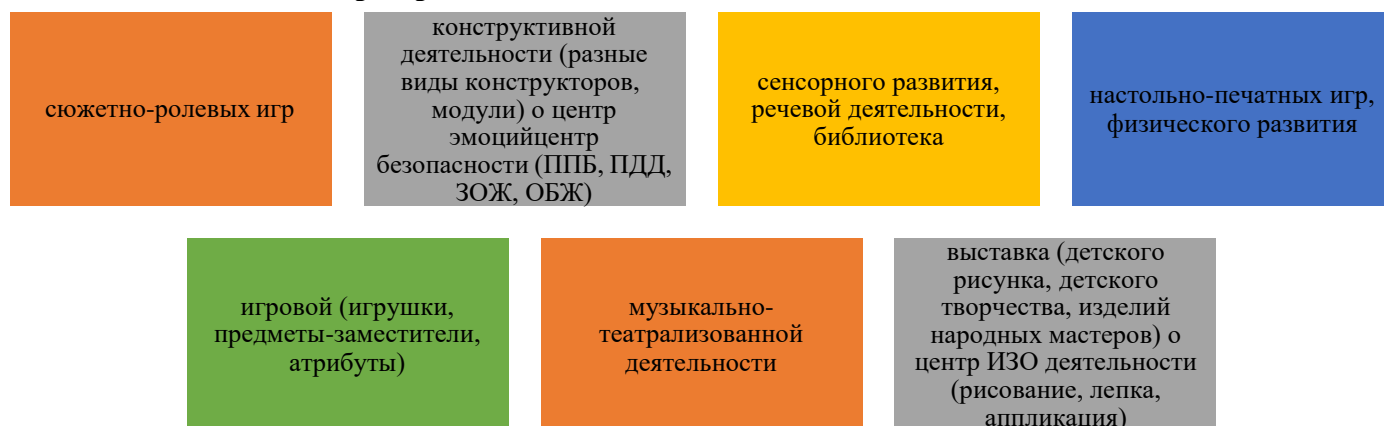 сюжетно-ролевых игр
конструктивной
деятельности (разные
виды конструкторов,
модули) о центр
эмоцийцентр
безопасности (ППБ, ПДД,
ЗОЖ, ОБЖ)
сенсорного развития,
речевой деятельности,
библиотека
настольно-печатных игр,
физического развития
игровой (игрушки,
предметы-заместители,
атрибуты)
музыкально-
театрализованной
деятельности
выставка (детского
рисунка, детского
творчества, изделий
народных мастеров) о
центр ИЗО деятельности
(рисование, лепка,
аппликация)